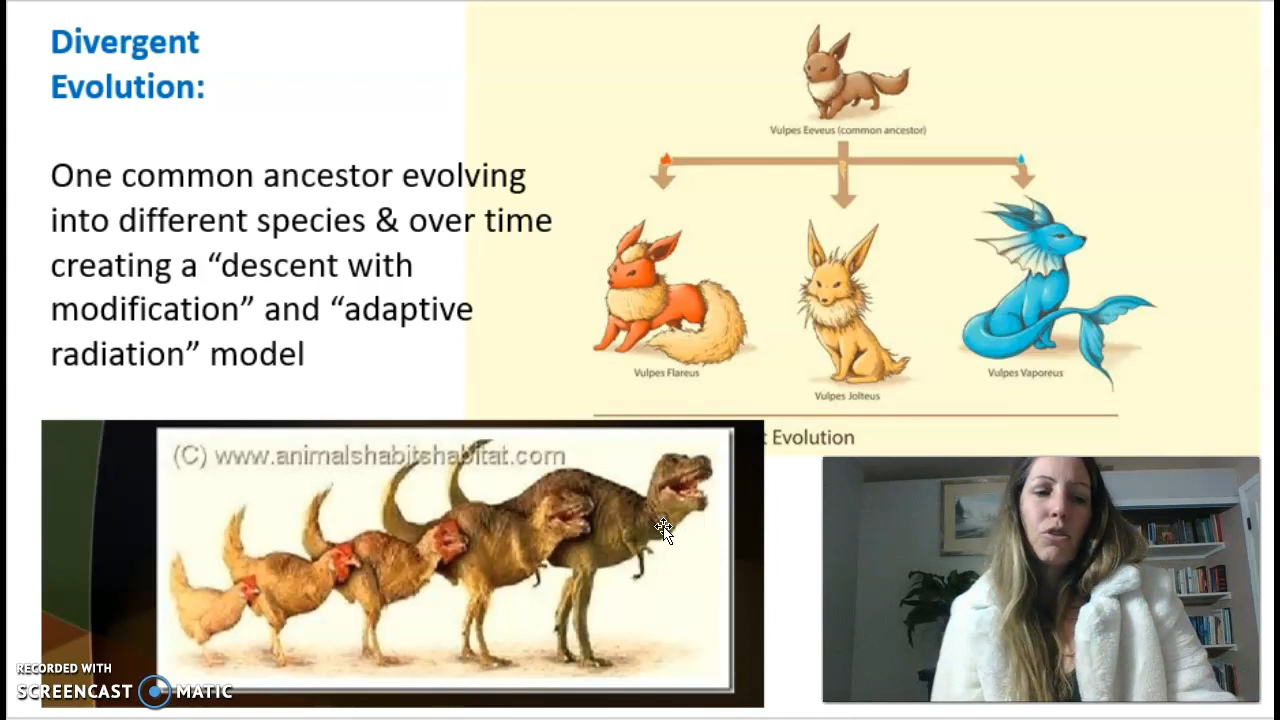 Divergent
Evolution:
One common ancestor evolving
into different species & over time
creating a “descent with
modification” and “adaptive
radiation” model
Vulpes Eeveus (common ancestor)
Vulpes Flareus
Vulpes Jolteus
Vulpes Vaporeus
t Evolution
(C) www.animalshabitshabitat.com
RECORDED WITH
SCREENCAST MATIC